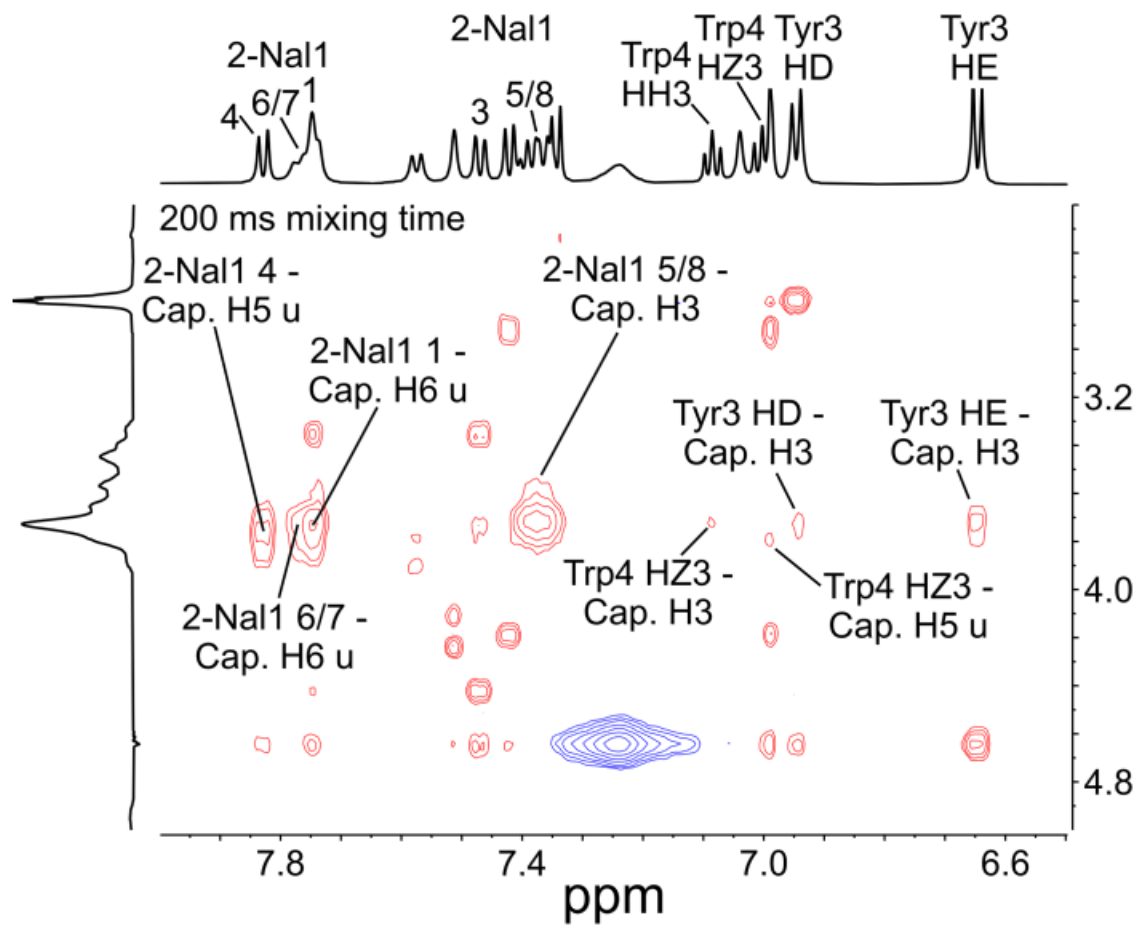 2-Nal1
2-Nal1
Trp4
HH3
Trp4
HZ3
Tyr3
HD
Tyr3
HE
4
6/7
1
3
5/8
200 ms mixing time
2-Nal1 4 -
Cap. H5 u
2-Nal1 1 -
Cap. H6 u
2-Nal1 5/8 -
Cap. H3
Tyr3 HD -
Cap. H3
Tyr3 HE -
Cap. H3
2-Nal1 6/7 -
Cap. H6 u
Trp4 HZ3 -
Cap. H3
Trp4 HZ3 -
Cap. H5 u
3.2
4.0
4.8
7.8
7.4
7.0
6.6
ppm